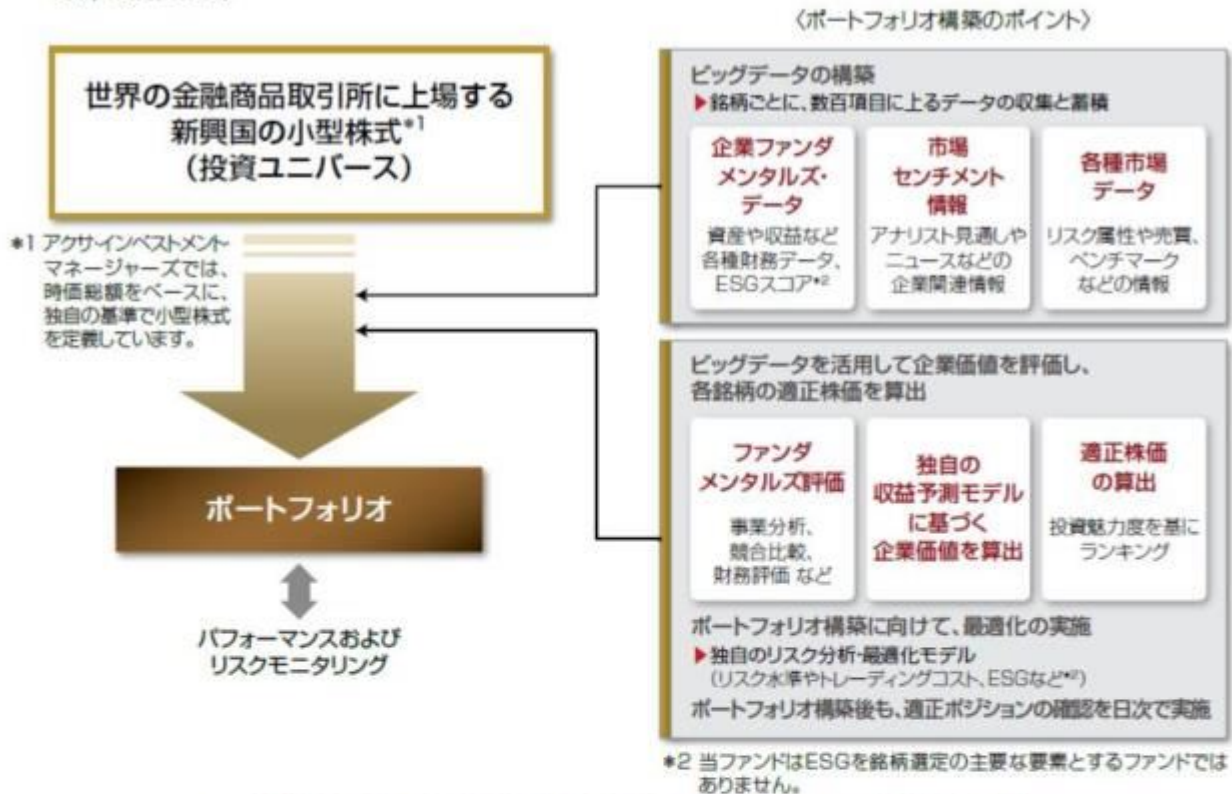 〈ポートフォリオ構築のポイント〉
世界の金融商品取引所に上場する
新興国の小型株式*1
(投資ユニバース)
*1 アクサ・インベストメント・
マネージャーズでは、
時価総額をベースに、
独自の基準で小型株式
を定義しています。
ポートフォリオ
パフォーマンスおよび
リスクモニタリング
ビッグデータの構築
▶銘柄ごとに、数百項目に上るデータの収集と蓄積
企業ファンダ
メンタルズ・
データ
資産や収益など
各種財務データ、
ESGスコア*2
市場
センチメント
情報
アナリスト見通しや
ニュースなどの
企業関連情報
各種市場
データ
リスク属性や売買、
ベンチマーク
などの情報
ビッグデータを活用して企業価値を評価し、
各銘柄の適正株価を算出
ファンダ
メンタルズ評価
事業分析、
競合比較、
財務評価 など
独自の
収益予測モデル
に基づく
企業価値を算出
適正株価
の算出
投資魅力度を基に
ランキング
ポートフォリオ構築に向けて、最適化の実施
▶独自のリスク分析・最適化モデル
(リスク水準やトレーディングコスト、ESGなど*2)
ポートフォリオ構築後も、適正ポジションの確認を日次で実施
*2 当ファンドはESGを銘柄選定の主要な要素とするファンドでは
ありません。